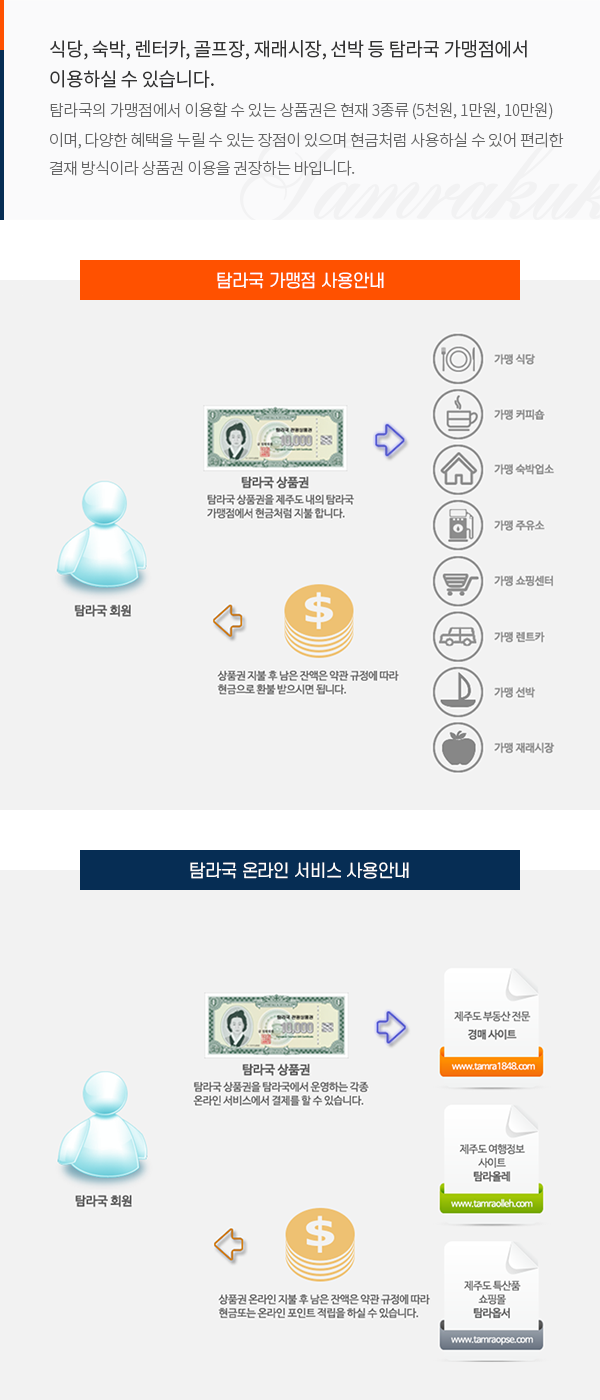 식당, 숙박, 렌터카, 골프장, 재래시장, 선박 등 탐라국 가맹점에서
이용하실 수 있습니다.
탐라국의 가맹점에서 이용할 수 있는 상품권은 현재 3종류 (5천원, 1만원, 10만원)
이며, 다양한 혜택을 누릴 수 있는 장점이 있으며 현금처럼 사용하실 수 있어 편리한
결재 방식이라 상품권 이용을 권장하는 바입니다.
Tamrakuk
탐라국 가맹점 사용안내
가맹 식당
가맹 커피숍
가맹 숙박업소
가맹 주유소
가맹 쇼핑센터
가맹 렌트카
가맹 선박
가맹 재래시장
10,000
탐라국 상품권
탐라국 상품권을 제주도 내의 탐라국
가맹점에서 현금처럼 지불 합니다.
탐라국 회원
$
상품권 지불 후 남은 잔액은 약관 규정에 따라
현금으로 환불 받으시면 됩니다.
탐라국 온라인 서비스 사용안내
10,000
탐라국 상품권
탐라국 상품권을 탐라국에서 운영하는 각종
온라인 서비스에서 결제를 할 수 있습니다.
제주도 부동산 전문
경매 사이트
www.tamra1848.com
탐라국 회원
제주도 여행정보
사이트
탐라올레
www.tamraolleh.com
$
상품권 온라인 지불 후 남은 잔액은 약관 규정에 따라
현금또는 온라인 포인트 적립을 하실 수 있습니다.
제주도 특산품
쇼핑몰
탐라옵서
www.tamraopse.com